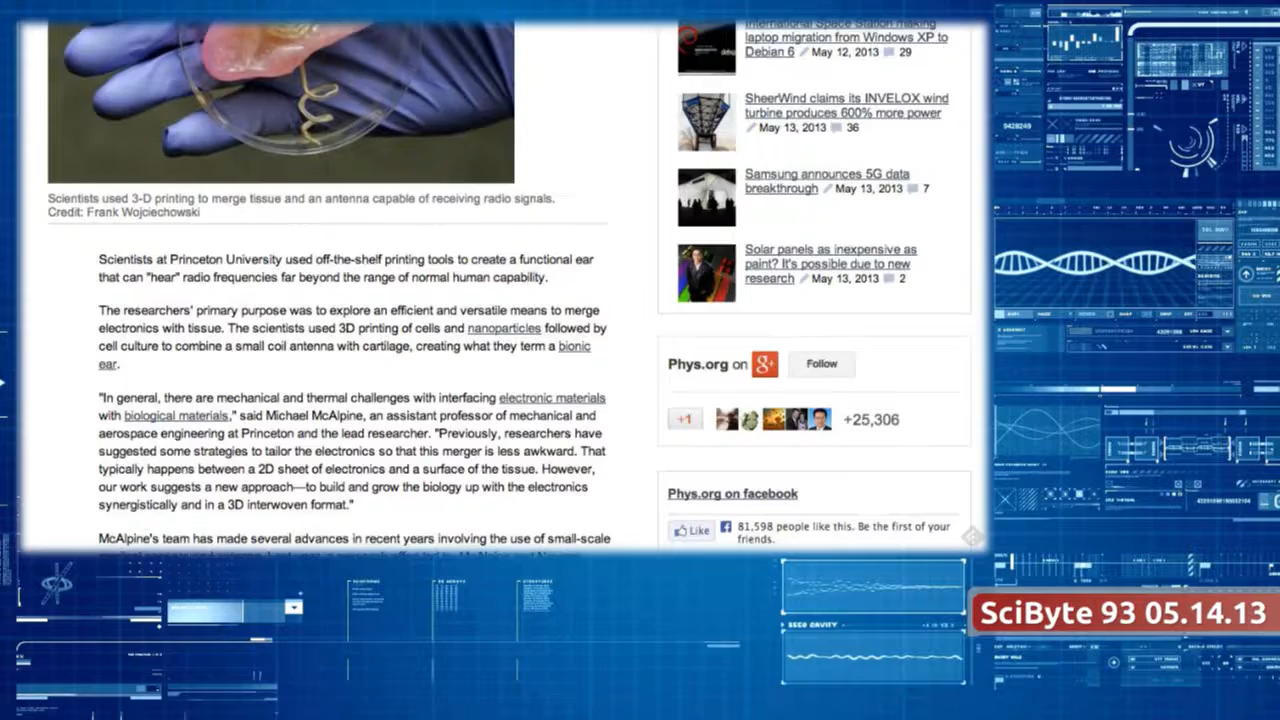 Scientists used 3-D printing to merge tissue and an antenna capable of receiving radio signals.
Credit: Frank Wojciechowski
Scientists at Princeton University used off-the-shelf printing tools to create a functional ear
that can "hear" radio frequencies far beyond the range of normal human capability.
The researchers' primary purpose was to explore an efficient and versatile means to merge
electronics with tissue. The scientists used 3D printing of cells and nanoparticles followed by
cell culture to combine a small coil antenna with cartilage, creating what they term a bionic
ear.
"In general, there are mechanical and thermal challenges with interfacing electronic materials
with biological materials," said Michael McAlpine, an assistant professor of mechanical and
aerospace engineering at Princeton and the lead researcher. "Previously, researchers have
suggested some strategies to tailor the electronics so that this merger is less awkward. That
typically happens between a 2D sheet of electronics and a surface of the tissue. However,
our work suggests a new approach—to build and grow the biology up with the electronics
synergistically and in a 3D interwoven format."
McAlpine's team has made several advances in recent years involving the use of small-scale
International Space Station making
laptop migration from Windows XP to
Debian 6 May 12, 2013 29
SheerWind claims its INVELOX wind
turbine produces 600% more power
May 13, 2013 36
Samsung announces 5G data
breakthrough May 13, 2013 7
Solar panels as inexpensive as
paint? It's possible due to new
research May 13, 2013 2
Phys.org on g+ Follow
+1 +25,306
Phys.org on facebook
Like 81,598 people like this. Be the first of your
friends.
9428249
SEED CAVITY
SciByte 93 05.14.13